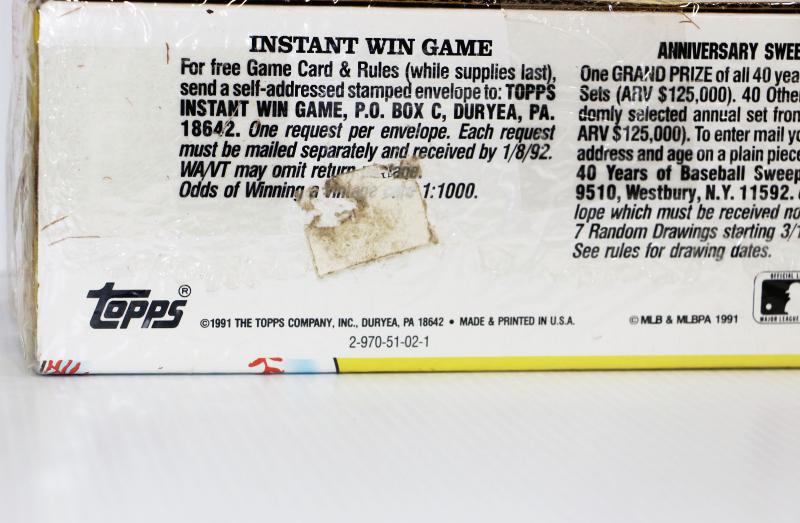 INSTANT WIN GAME
For free Game Card & Rules (while supplies last),
send a self-addressed stamped envelope to: TOPPS
INSTANT WIN GAME, P.O. BOX C, DURYEA, PA.
18642. One request per envelope. Each request
must be mailed separately and received by 1/8/92.
WA/VT may omit return
Odds of Winning a 1:1000.
ANNIVERSARY SWEE
One GRAND PRIZE of all 40 yea
Sets (ARV $125,000). 40 Othe
domly selected annual set from
ARV $125,000). To enter mail yo
address and age on a plain piece
40 Years of Baseball Sweep
9510, Westbury, N.Y. 11592.
lope which must be received no
7 Random Drawings starting 3/1
See rules for drawing dates.
TOPPS®
©1991 THE TOPPS COMPANY, INC., DURYEA, PA 18642 • MADE & PRINTED IN U.S.A.
2-970-51-02-1
© MLB & MLBPA 1991
OFFICIAL L
MAJOR LEAGUE